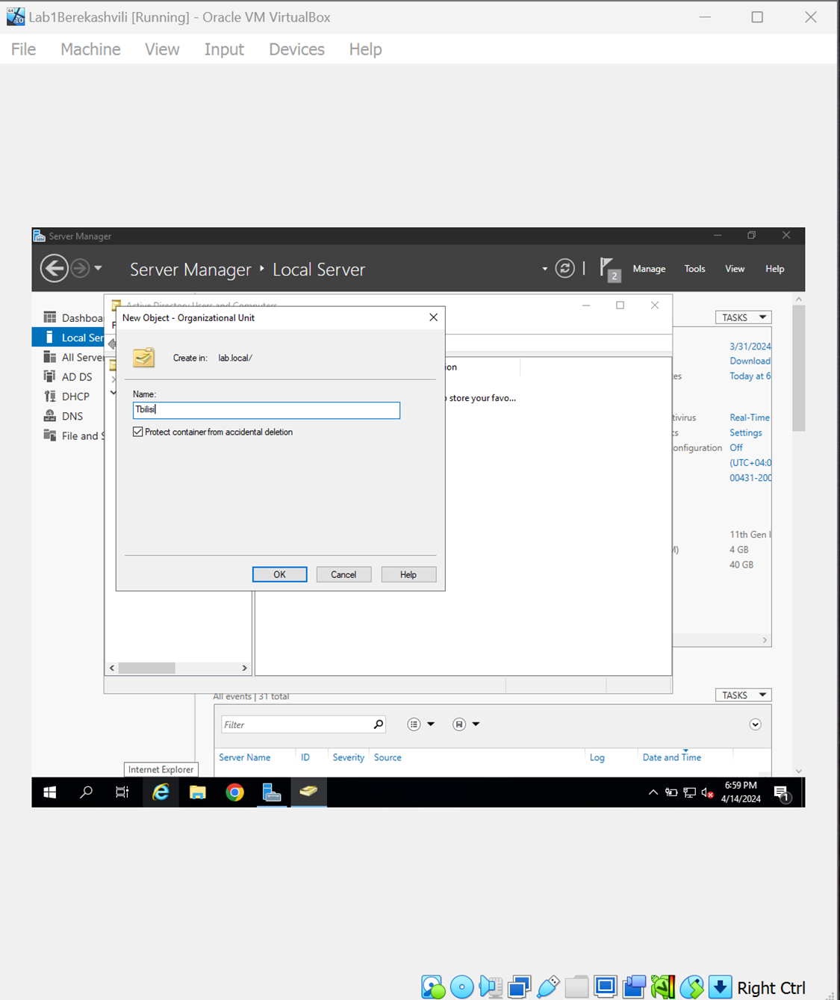 Lab1Berekashvili [Running] - Oracle VM VirtualBox
File Machine View Input Devices Help
Server Manager
Server Manager Local Server
2 Manage Tools View Help
Dashboa
Local Ser
All Server
AD DS
DHCP
DNS
File and S
Active Directory Users and Computers
New Object - Organizational Unit
Create in: lab.local/
Name:
Tbilisi
Protect container from accidental deletion
OK Cancel Help
ion
store your favo...
TASKS
3/31/2024
Download
es Today at 6
tivirus Real-Time
cs Settings
onfiguration Off
(UTC+04:0
00431-200
11th Gen I
M) 4 GB
40 GB
All events | 31 total
TASKS
Filter
Server Name ID Severity Source Log Date and Time
Internet Explorer
6:59 PM
4/14/2024
1
Right Ctrl